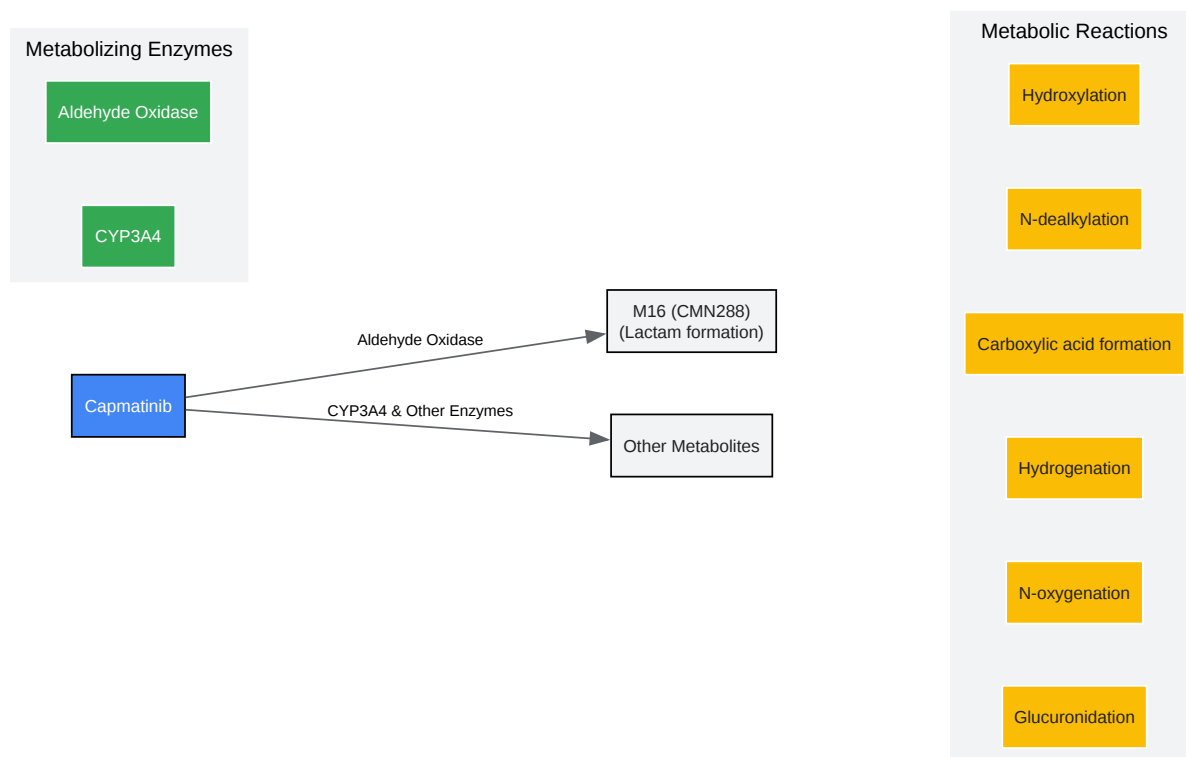 Metabolizing Enzymes
Aldehyde Oxidase
CYP3A4
Capmatinib
Aldehyde Oxidase
CYP3A4 & Other Enzymes
M16 (CMN288)
(Lactam formation)
Other Metabolites
Metabolic Reactions
Hydroxylation
N-dealkylation
Carboxylic acid formation
Hydrogenation
N-oxygenation
Glucuronidation